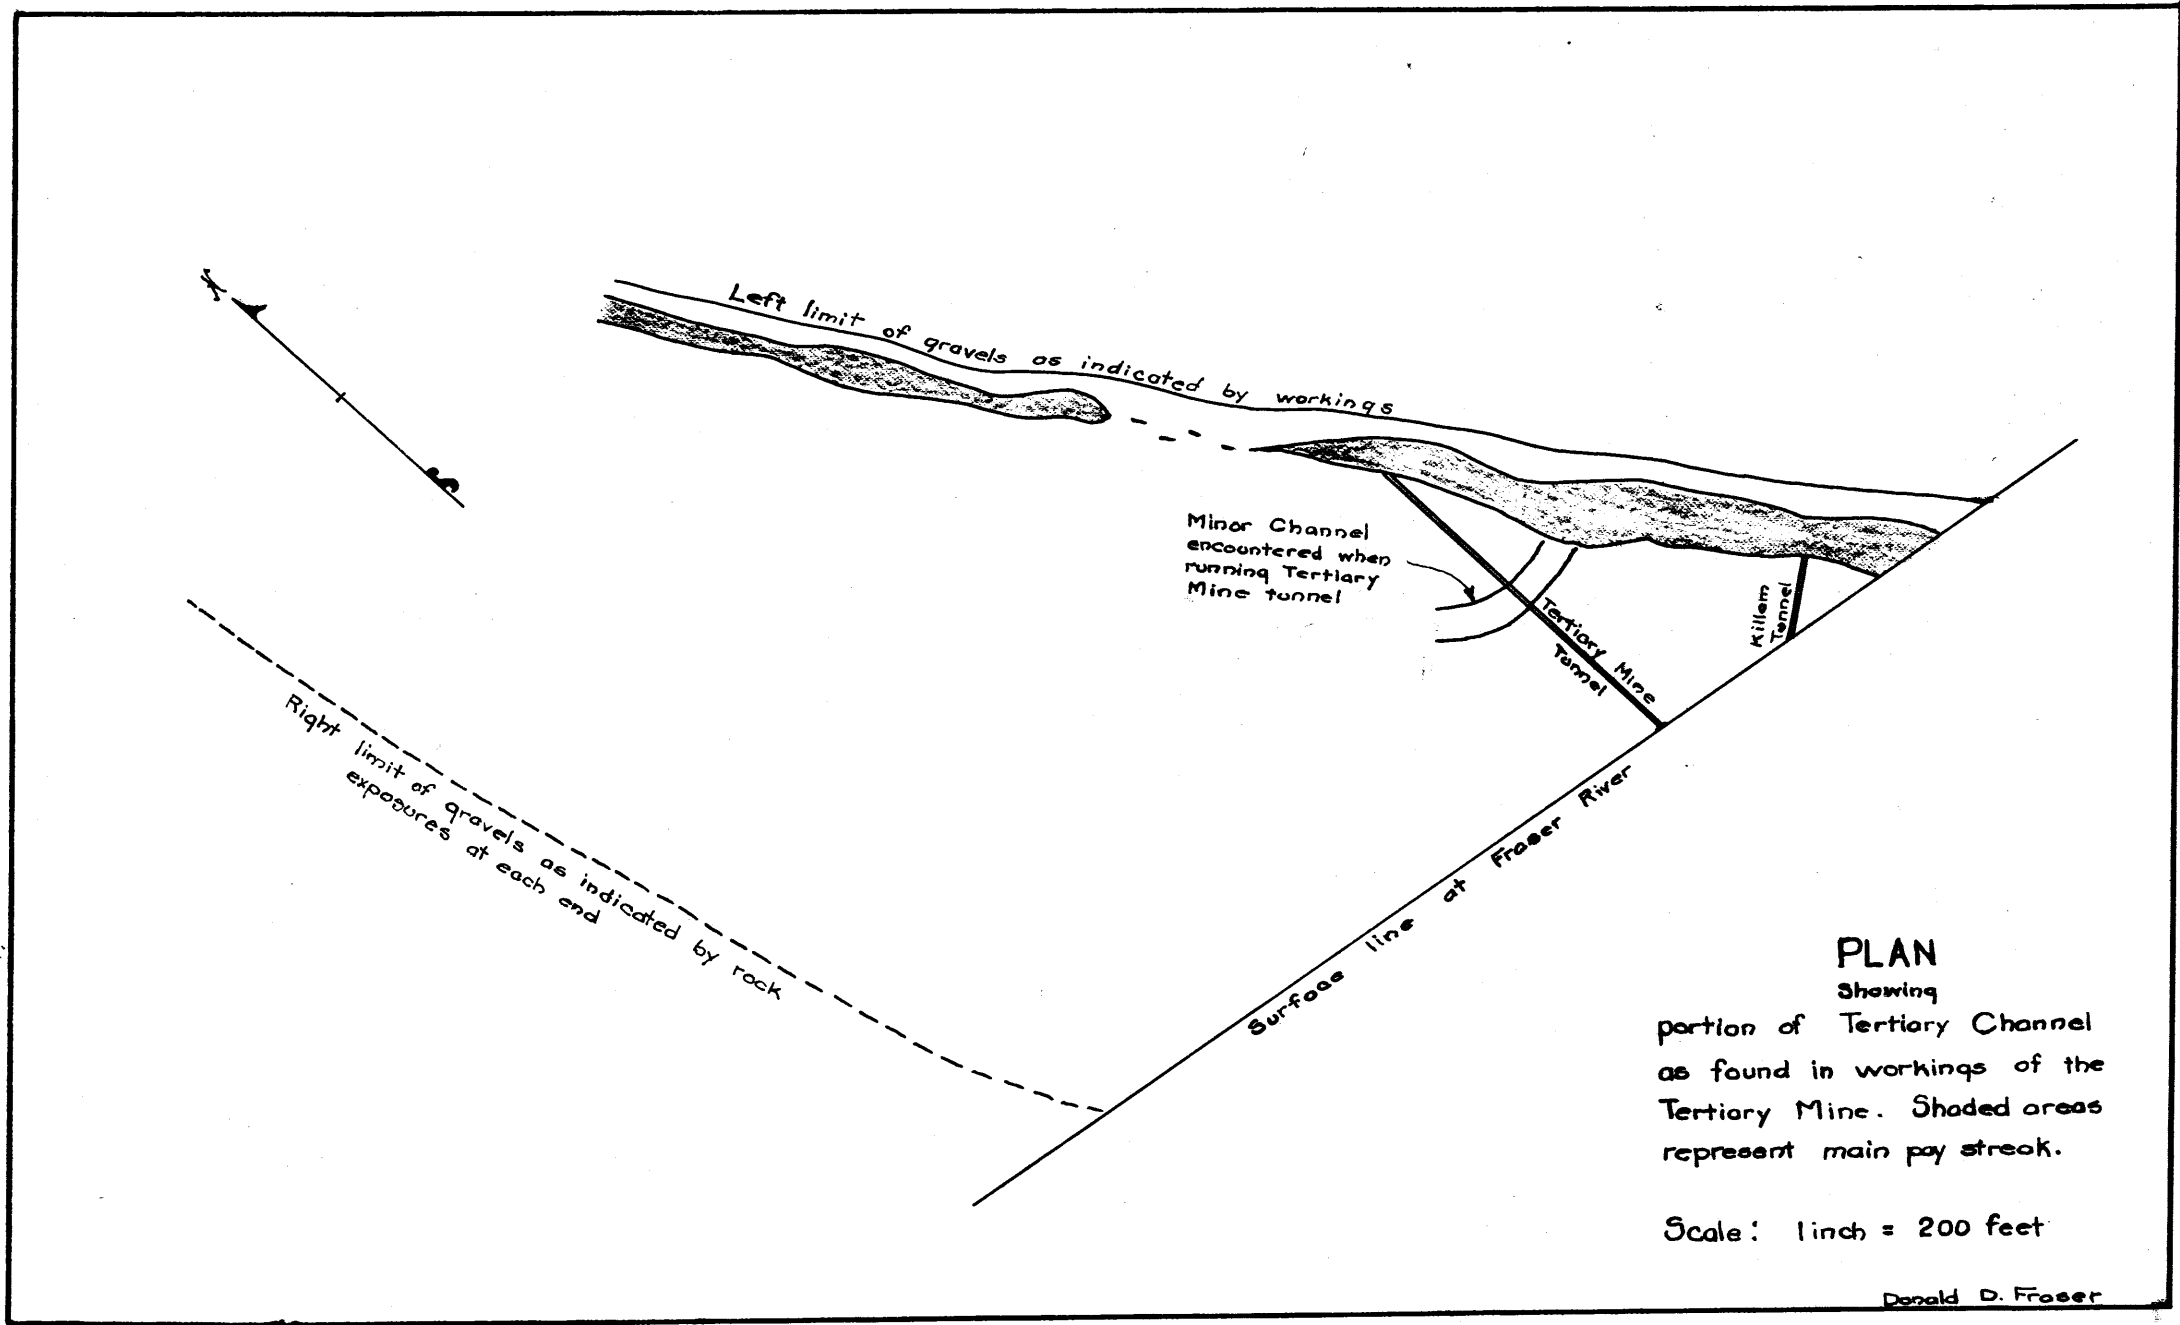 N
S
Left limit of gravels as indicated by workings
Minor Channel
encountered when
running Tertiary
Mine tunnel
Tertiary Mine
Tunnel
Killam
Tunnel
Right limit of gravels as indicated by rock
exposures at each end
Surface line at Fraser River
PLAN
Showing
portion of Tertiary Channel
as found in workings of the
Tertiary Mine. Shaded areas
represent main pay streak.
Scale: 1 inch = 200 feet
Donald D. Fraser